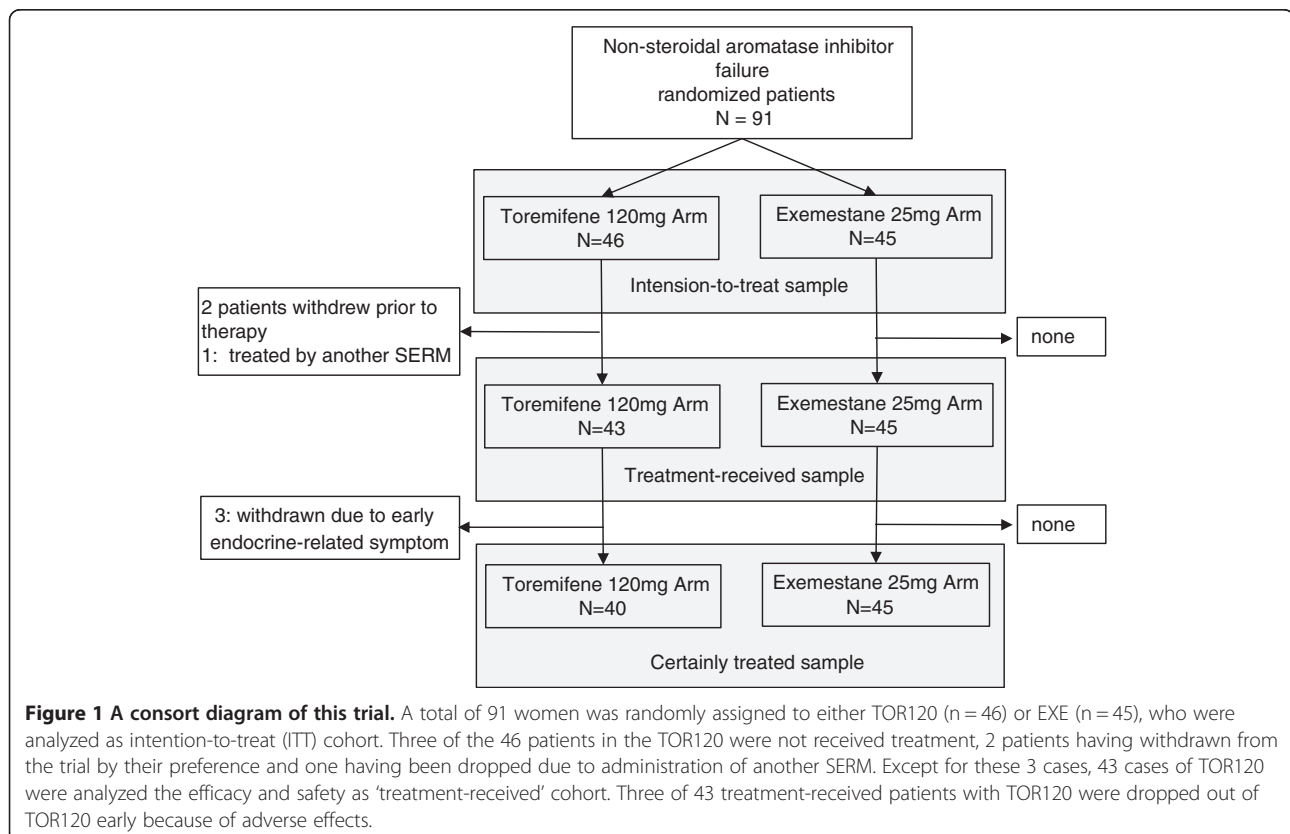 Non-steroidal aromatase inhibitor
failure
randomized patients
N = 91
Toremifene 120mg Arm
N=46
Exemestane 25mg Arm
N=45
Intension-to-treat sample
2 patients withdrew prior to
therapy
1: treated by another SERM
none
Toremifene 120mg Arm
N=43
Exemestane 25mg Arm
N=45
Treatment-received sample
3: withdrawn due to early
endocrine-related symptom
none
Toremifene 120mg Arm
N=40
Exemestane 25mg Arm
N=45
Certainly treated sample
Figure 1 A consort diagram of this trial. A total of 91 women was randomly assigned to either TOR120 (n = 46) or EXE (n = 45), who were
analyzed as intention-to-treat (ITT) cohort. Three of the 46 patients in the TOR120 were not received treatment, 2 patients having withdrawn from
the trial by their preference and one having been dropped due to administration of another SERM. Except for these 3 cases, 43 cases of TOR120
were analyzed the efficacy and safety as ‘treatment-received’ cohort. Three of 43 treatment-received patients with TOR120 were dropped out of
TOR120 early because of adverse effects.